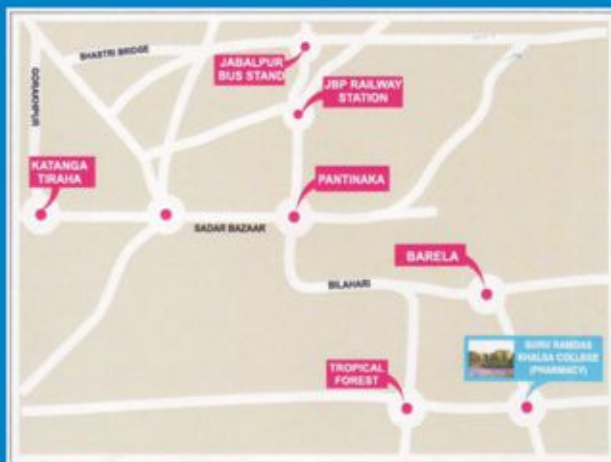 SHASTRI BRIDGE
JABALPUR
BUS STAND
GORAKHPUR
JBP RAILWAY
STATION
KATANGA
TIRAHA
PANTINAKA
SADAR BAZAAR
BARELA
BILAHARI
GURU RAMDAS
KHALSA COLLEGE
(PHARMACY)
TROPICAL
FOREST